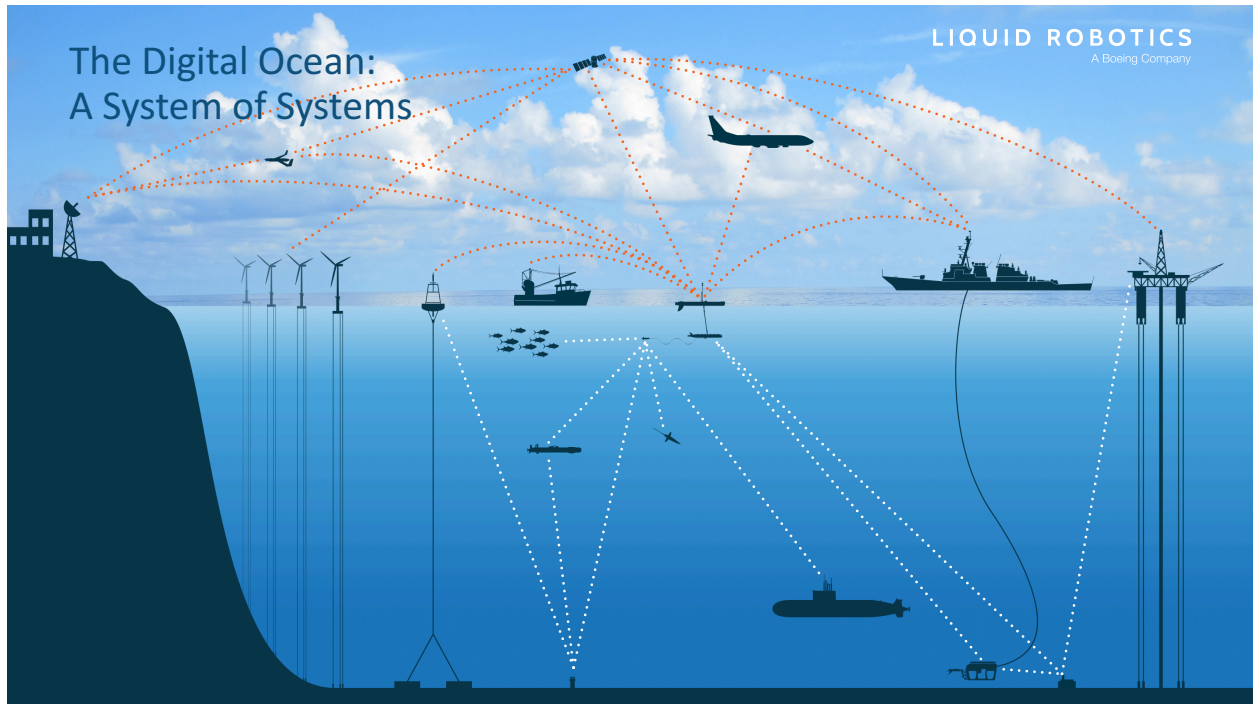 The Digital Ocean:
A System of Systems
LIQUID ROBOTICS
A Boeing Company